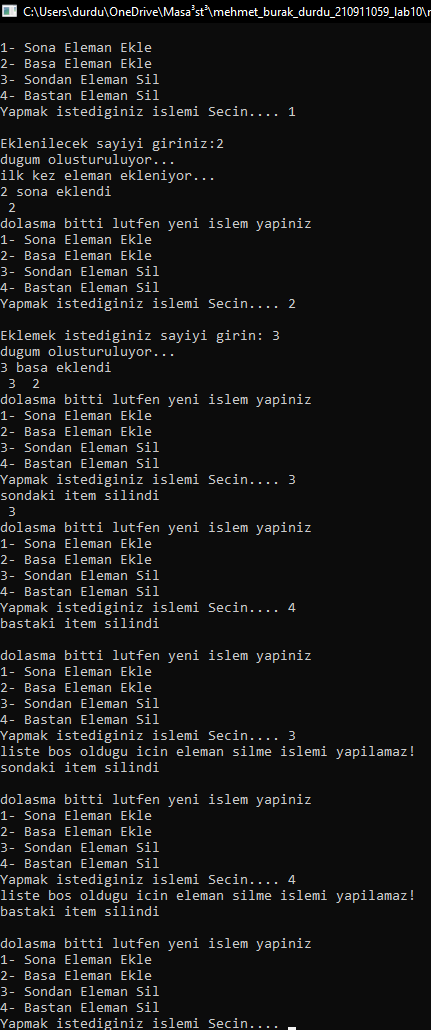 C:\Users\durdu\OneDrive\Masa³st³\mehmet_burak_durdu_210911059_lab10\r
1- Sona Eleman Ekle
2- Basa Eleman Ekle
3- Sondan Eleman Sil
4- Bastan Eleman Sil
Yapmak istediginiz islemi Secin.... 1
Eklenilecek sayiyi giriniz:2
dugum olusturuluyor...
ilk kez eleman ekleniyor...
2 sona eklendi
2
dolasma bitti lutfen yeni islem yapiniz
1- Sona Eleman Ekle
2- Basa Eleman Ekle
3- Sondan Eleman Sil
4- Bastan Eleman Sil
Yapmak istediginiz islemi Secin.... 2
Eklemek istediginiz sayiyi girin: 3
dugum olusturuluyor...
3 basa eklendi
3  2
dolasma bitti lutfen yeni islem yapiniz
1- Sona Eleman Ekle
2- Basa Eleman Ekle
3- Sondan Eleman Sil
4- Bastan Eleman Sil
Yapmak istediginiz islemi Secin.... 3
sondaki item silindi
3
dolasma bitti lutfen yeni islem yapiniz
1- Sona Eleman Ekle
2- Basa Eleman Ekle
3- Sondan Eleman Sil
4- Bastan Eleman Sil
Yapmak istediginiz islemi Secin.... 4
bastaki item silindi
dolasma bitti lutfen yeni islem yapiniz
1- Sona Eleman Ekle
2- Basa Eleman Ekle
3- Sondan Eleman Sil
4- Bastan Eleman Sil
Yapmak istediginiz islemi Secin.... 3
liste bos oldugu icin eleman silme islemi yapilamaz!
sondaki item silindi
dolasma bitti lutfen yeni islem yapiniz
1- Sona Eleman Ekle
2- Basa Eleman Ekle
3- Sondan Eleman Sil
4- Bastan Eleman Sil
Yapmak istediginiz islemi Secin.... 4
liste bos oldugu icin eleman silme islemi yapilamaz!
bastaki item silindi
dolasma bitti lutfen yeni islem yapiniz
1- Sona Eleman Ekle
2- Basa Eleman Ekle
3- Sondan Eleman Sil
4- Bastan Eleman Sil
Yapmak istediginiz islemi Secin....